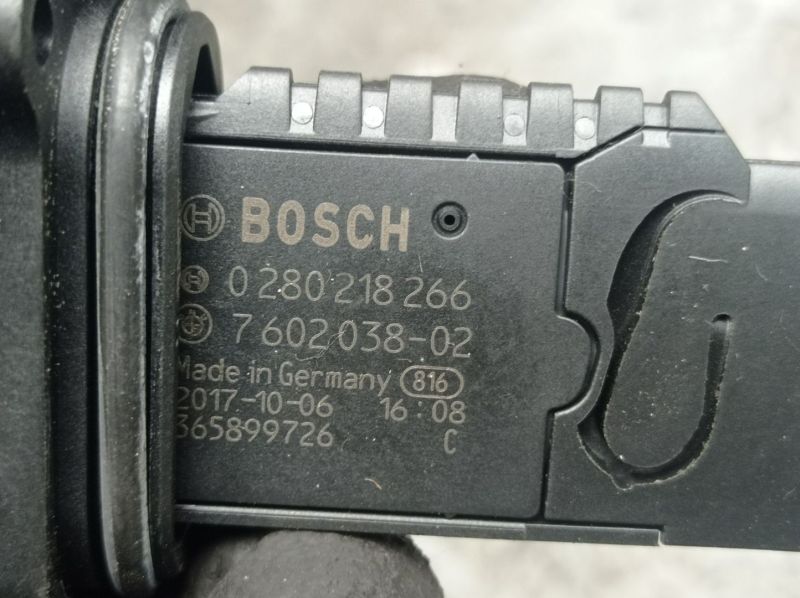 BOSCH
0 280 218 266
7 602 038-02
Made in Germany 816
2017-10-06 16:08
365899726 C